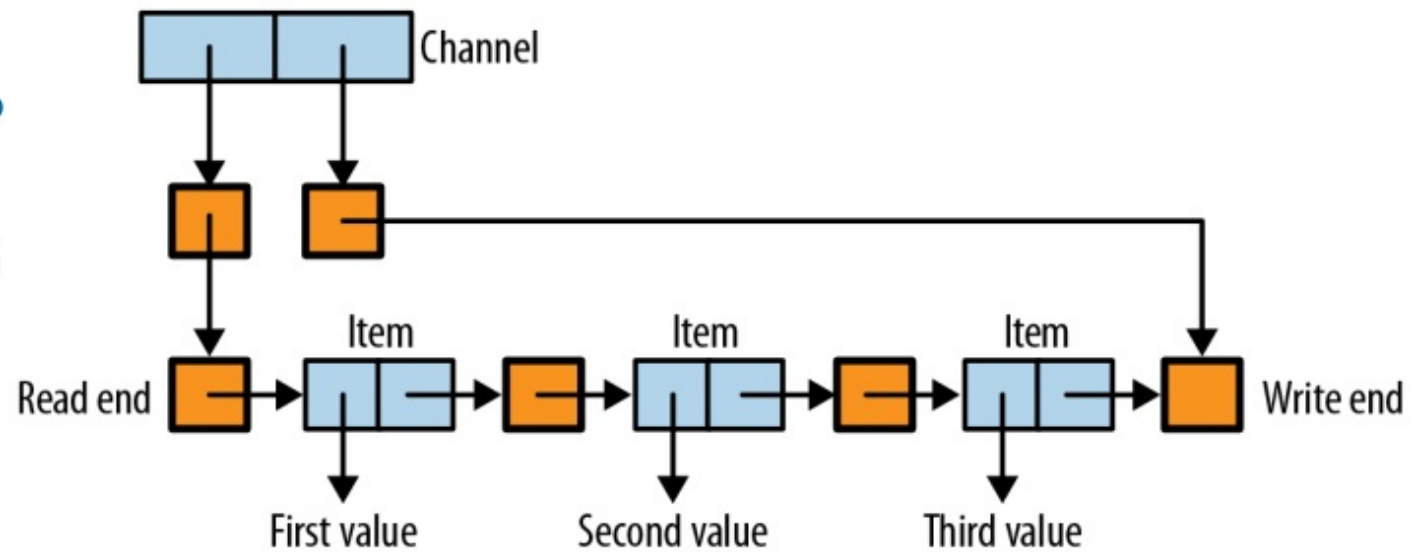 Channel
Item Item Item
Read end Write end
First value Second value Third value